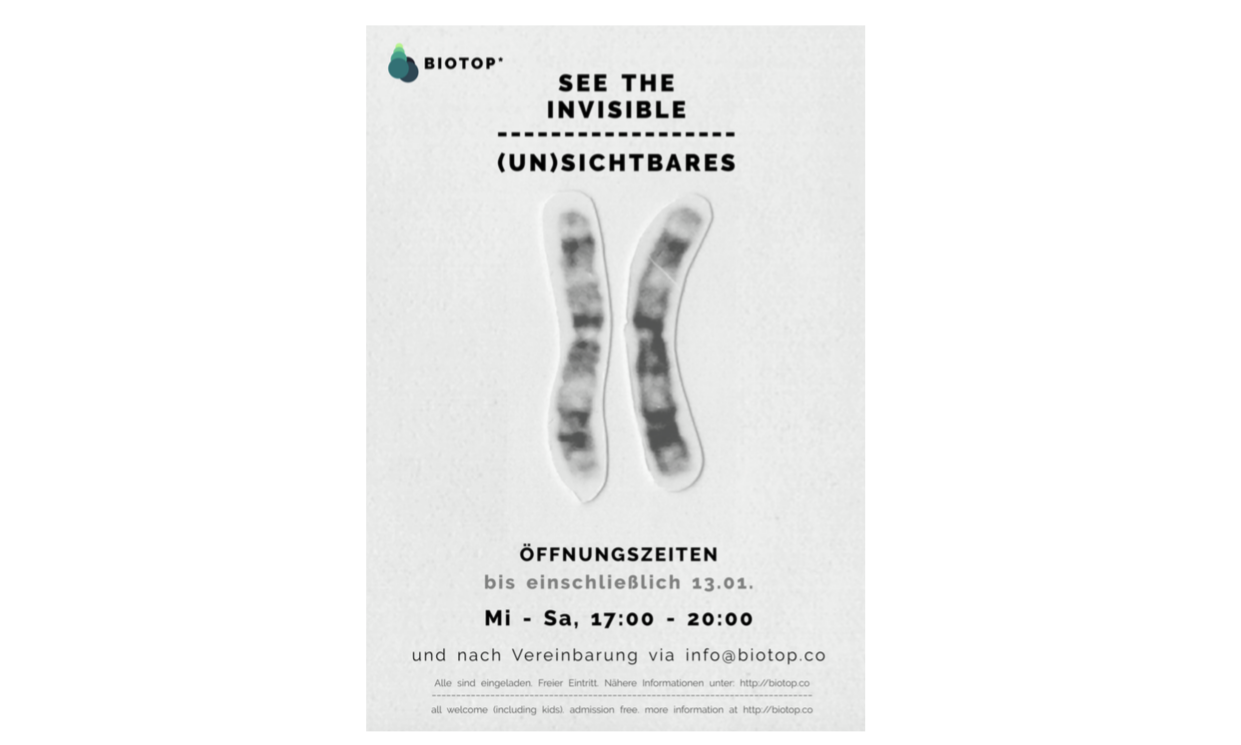 BIOTOP*
SEE THE
INVISIBLE
(UN)SICHTBARES
ÖFFNUNGSZEITEN
bis einschließlich 13.01.
Mi - Sa, 17:00 - 20:00
und nach Vereinbarung via info@biotop.co
Alle sind eingeladen. Freier Eintritt. Nähere Informationen unter: http://biotop.co
all welcome (including kids). admission free. more information at http://biotop.co